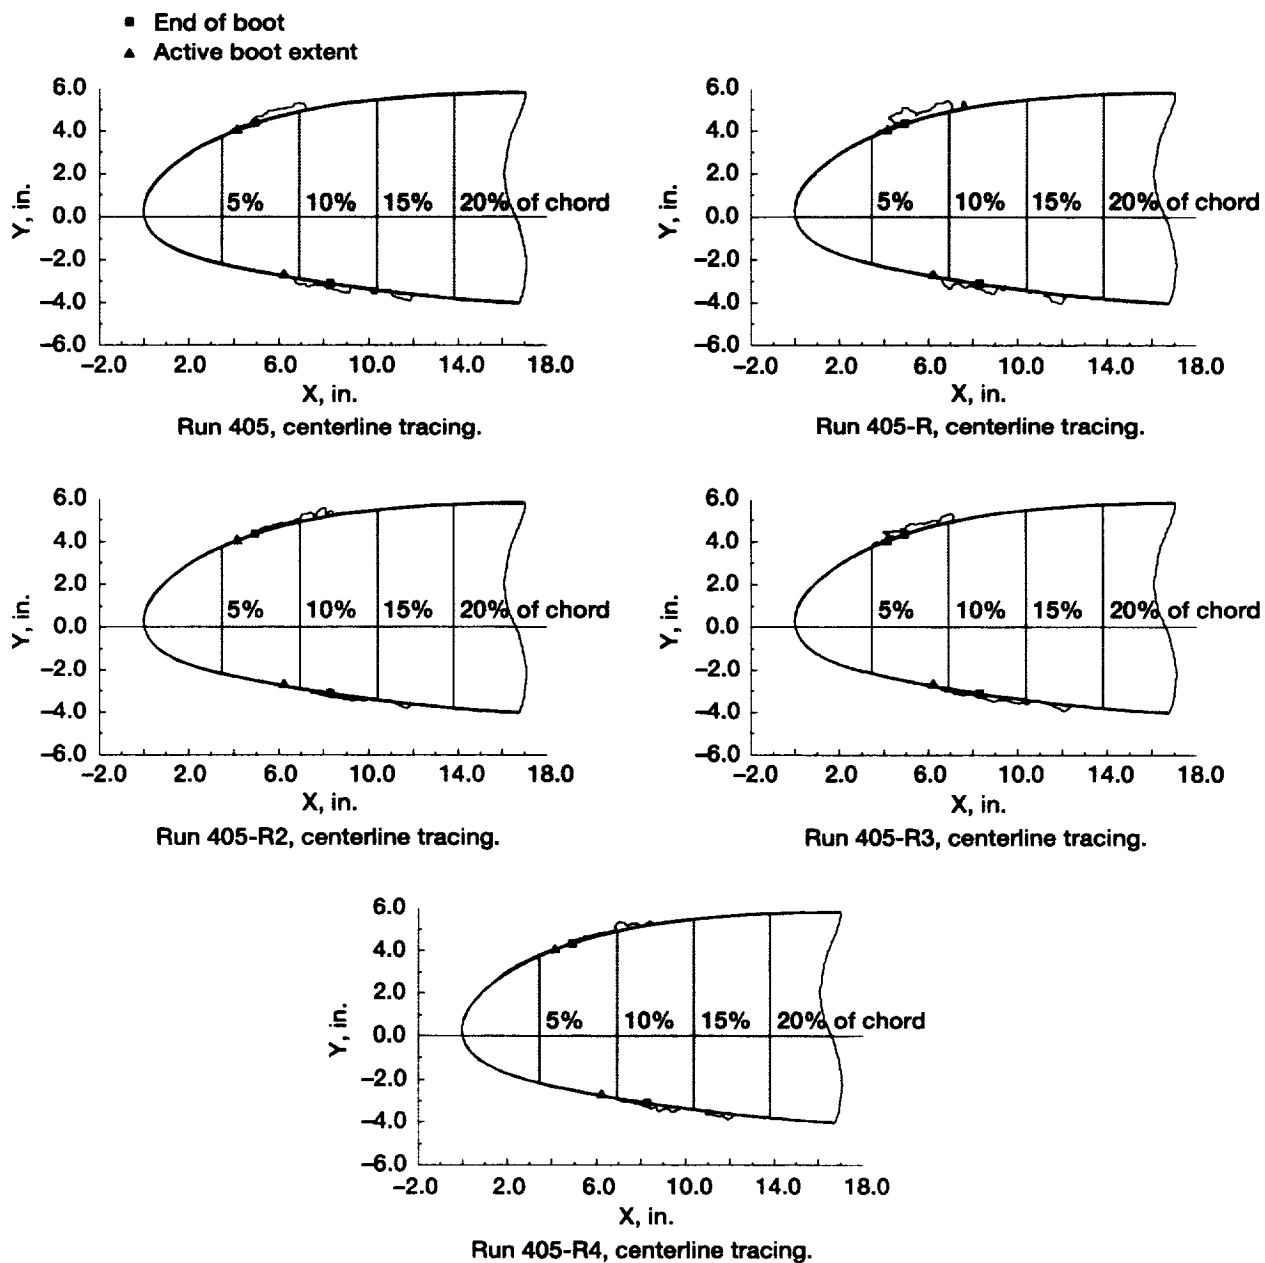 ■ End of boot
▲ Active boot extent
6.0
4.0
2.0
0.0
−2.0
−4.0
−6.0
Y, in.
5% 10% 15% 20% of chord
−2.0 2.0 6.0 10.0 14.0 18.0
X, in.
Run 405, centerline tracing.
6.0
4.0
2.0
0.0
−2.0
−4.0
−6.0
Y, in.
5% 10% 15% 20% of chord
−2.0 2.0 6.0 10.0 14.0 18.0
X, in.
Run 405-R, centerline tracing.
6.0
4.0
2.0
0.0
−2.0
−4.0
−6.0
Y, in.
5% 10% 15% 20% of chord
−2.0 2.0 6.0 10.0 14.0 18.0
X, in.
Run 405-R2, centerline tracing.
6.0
4.0
2.0
0.0
−2.0
−4.0
−6.0
Y, in.
5% 10% 15% 20% of chord
−2.0 2.0 6.0 10.0 14.0 18.0
X, in.
Run 405-R3, centerline tracing.
6.0
4.0
2.0
0.0
−2.0
−4.0
−6.0
Y, in.
5% 10% 15% 20% of chord
−2.0 2.0 6.0 10.0 14.0 18.0
X, in.
Run 405-R4, centerline tracing.